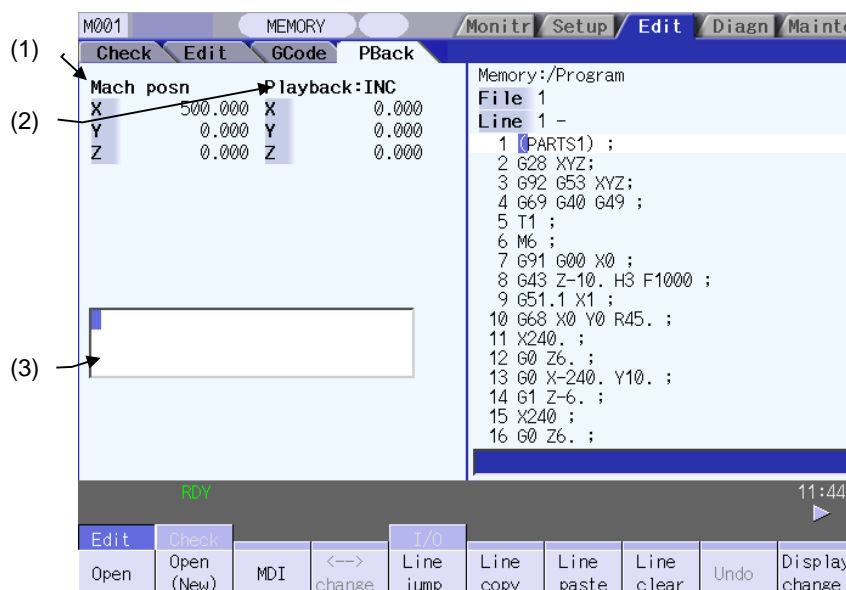 M001 MEMORY Monitr Setup Edit Diagn Mainte
(1) Check Edit GCode PBack
Mach posn Playback:INC
(2)
X 500.000 X 0.000
Y 0.000 Y 0.000
Z 0.000 Z 0.000
(3)
Memory:/Program
File 1
Line 1 -
1 (PARTS1) ;
2 G28 XYZ;
3 G92 G53 XYZ;
4 G69 G40 G49 ;
5 T1 ;
6 M6 ;
7 G91 G00 X0 ;
8 G43 Z-10. H3 F1000 ;
9 G51.1 X1 ;
10 G68 X0 Y0 R45. ;
11 X240. ;
12 G0 Z6. ;
13 G0 X-240. Y10. ;
14 G1 Z-6. ;
15 X240 ;
16 G0 Z6. ;
RDY 11:44
Edit Check I/O
Open
Open (New)
MDI
<--> change
Line jump
Line copy
Line paste
Line clear
Undo
Display change